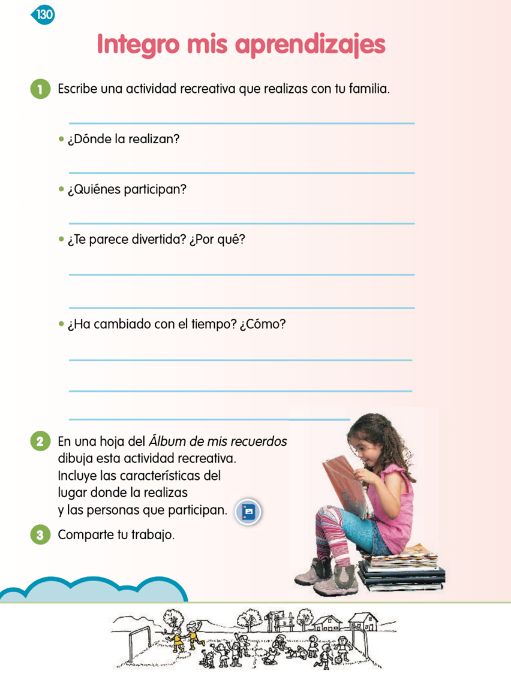 130
Integro mis aprendizajes
1 Escribe una actividad recreativa que realizas con tu familia.
• ¿Dónde la realizan?
• ¿Quiénes participan?
• ¿Te parece divertida? ¿Por qué?
• ¿Ha cambiado con el tiempo? ¿Cómo?
2 En una hoja del Álbum de mis recuerdos
dibuja esta actividad recreativa.
Incluye las características del
lugar donde la realizas
y las personas que participan.
3 Comparte tu trabajo.